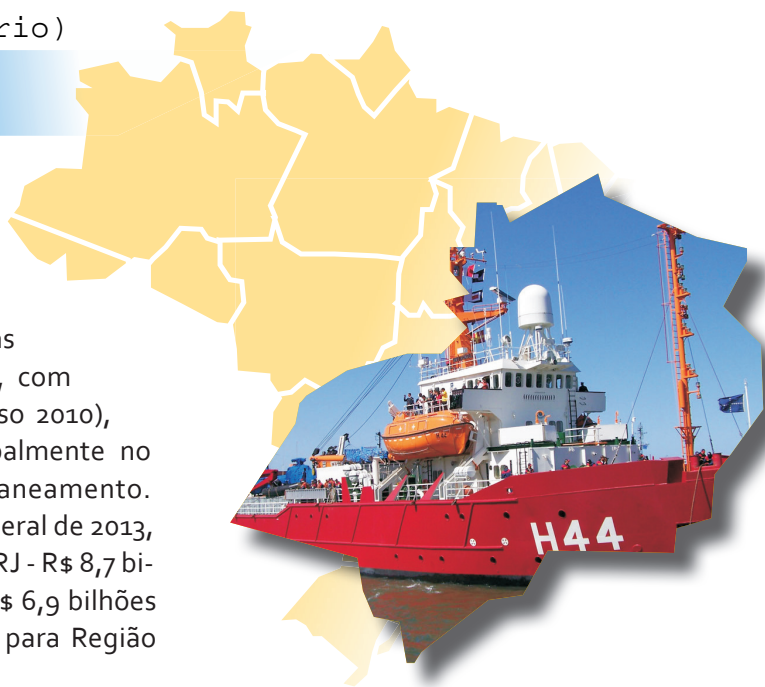 rio)
as
, com
so 2010),
palmente no
aneamento.
eral de 2013,
RJ - R$ 8,7 bi-
$ 6,9 bilhões
para Região
H44